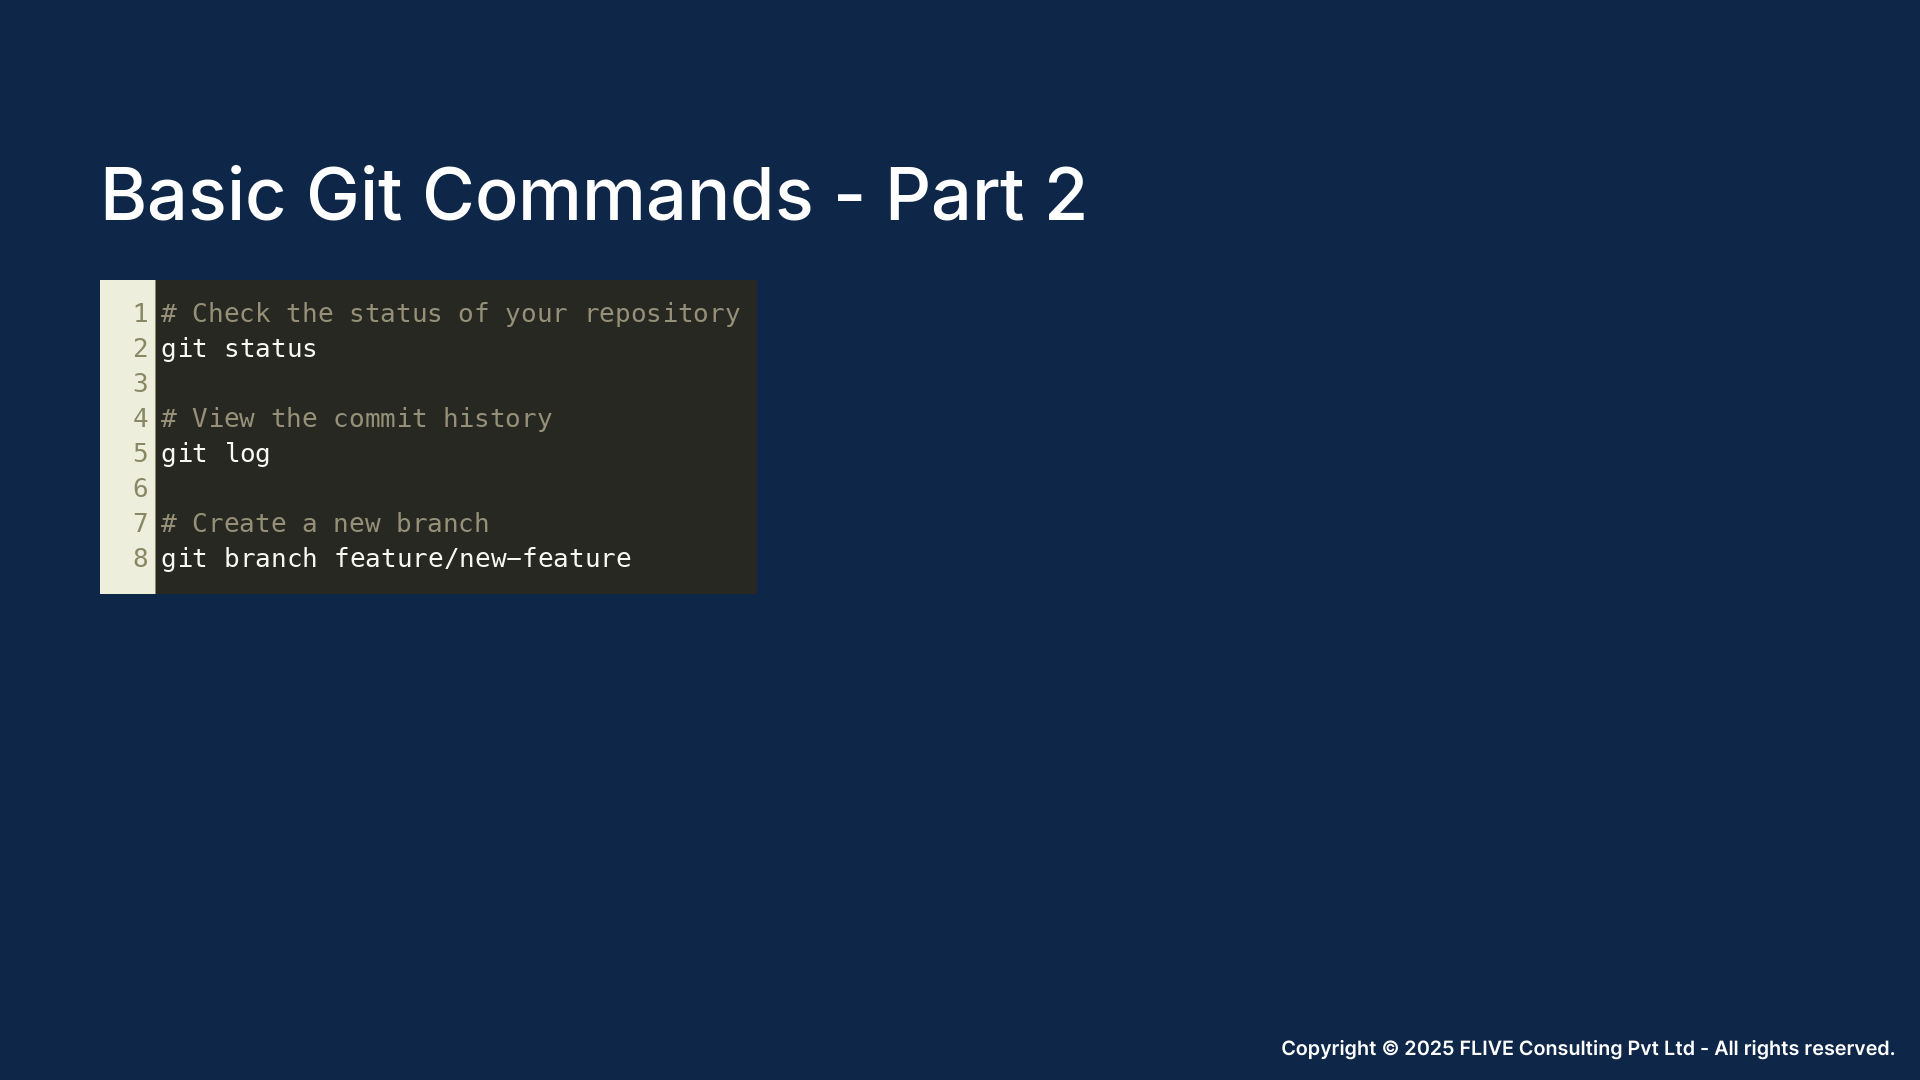 Basic Git Commands - Part 2
1 # Check the status of your repository
2 git status
3
4 # View the commit history
5 git log
6
7 # Create a new branch
8 git branch feature/new-feature
Copyright © 2025 FLIVE Consulting Pvt Ltd - All rights reserved.